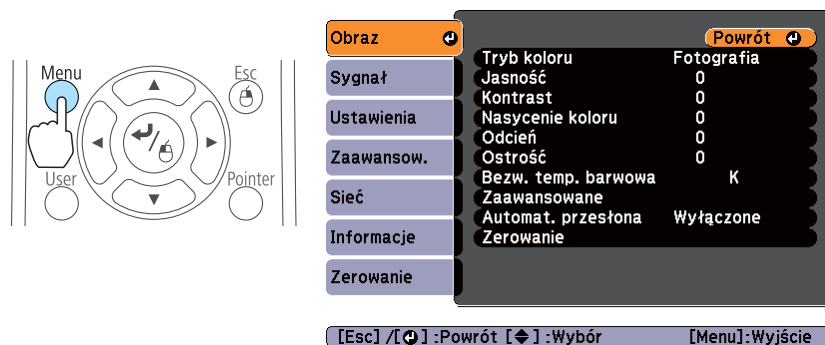 Menu
Esc
User
Pointer
Obraz
Sygnał
Ustawienia
Zaawansow.
Sieć
Informacje
Zerowanie
Powrót
Tryb koloru Fotografia
Jasność 0
Kontrast 0
Nasycenie koloru 0
Odcień 0
Ostrość 0
Bezw. temp. barwowa K
Zaawansowane
Automat. przesłona Wyłączone
Zerowanie
[Esc] /[⏎] :Powrót [◆] :Wybór [Menu]:Wyjście